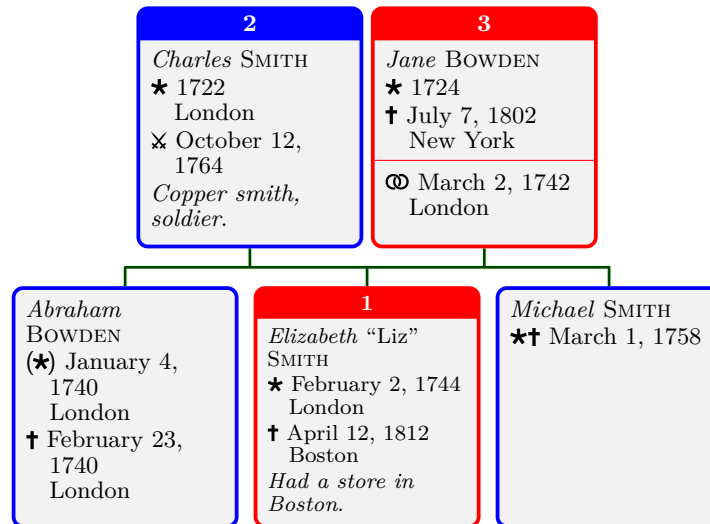 2
Charles SMITH
★ 1722
London
⚔ October 12,
1764
Copper smith,
soldier.
3
Jane BOWDEN
★ 1724
✝ July 7, 1802
New York
⚭ March 2, 1742
London
Abraham
BOWDEN
(★) January 4,
1740
London
✝ February 23,
1740
London
1
Elizabeth “Liz”
SMITH
★ February 2, 1744
London
✝ April 12, 1812
Boston
Had a store in
Boston.
Michael SMITH
★✝ March 1, 1758